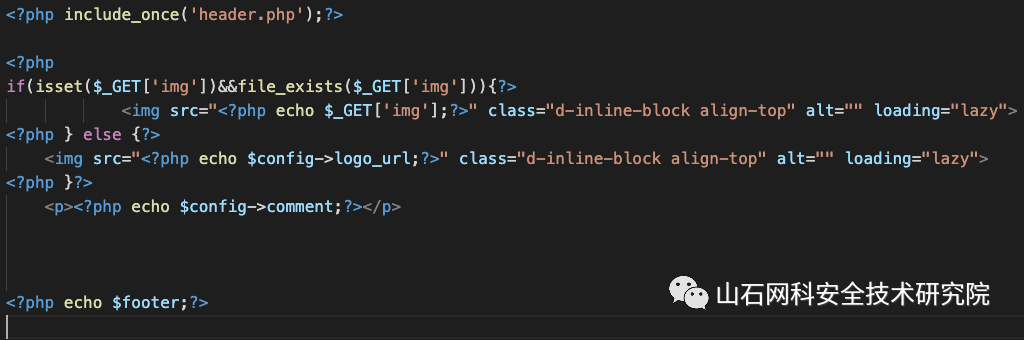 <?php include_once('header.php');?>
<?php
if(isset($_GET['img'])&&file_exists($_GET['img'])){?>
<img src="<?php echo $_GET['img'];?>" class="d-inline-block align-top" alt="" loading="lazy">
<?php } else {?>
<img src="<?php echo $config->logo_url;?>" class="d-inline-block align-top" alt="" loading="lazy">
<?php }?>
<p><?php echo $config->comment;?></p>
<?php echo $footer;?>
山石网科安全技术研究院